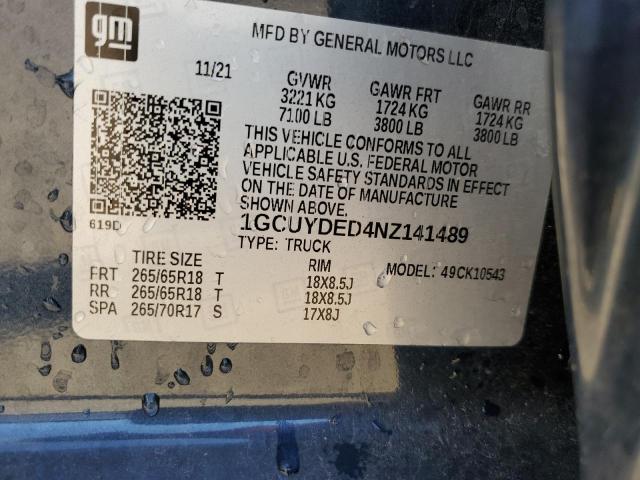 gm
MFD BY GENERAL MOTORS LLC
11/21
GVWR
3221 KG
7100 LB
GAWR FRT
1724 KG
3800 LB
GAWR RR
1724 KG
3800 LB
THIS VEHICLE CONFORMS TO ALL
APPLICABLE U.S. FEDERAL MOTOR
VEHICLE SAFETY STANDARDS IN EFFECT
ON THE DATE OF MANUFACTURE
SHOWN ABOVE.
619D
1GCUYDED4NZ141489
TYPE: TRUCK
MODEL: 49CK10543
TIRE SIZE RIM
FRT 265/65R18 T 18X8.5J
RR 265/65R18 T 18X8.5J
SPA 265/70R17 S 17X8J